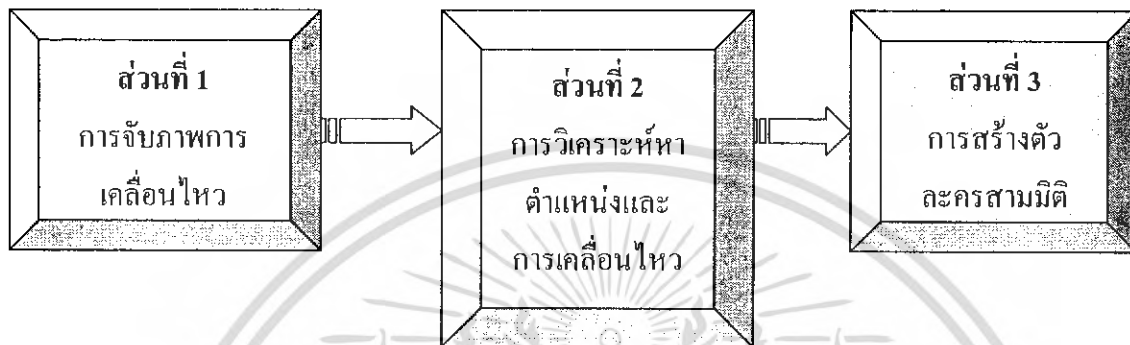 ส่วนที่ 1
การจับภาพการ
เคลื่อนไหว
ส่วนที่ 2
การวิเคราะห์หา
ตำแหน่งและ
การเคลื่อนไหว
ส่วนที่ 3
การสร้างตัว
ละครสามมิติ